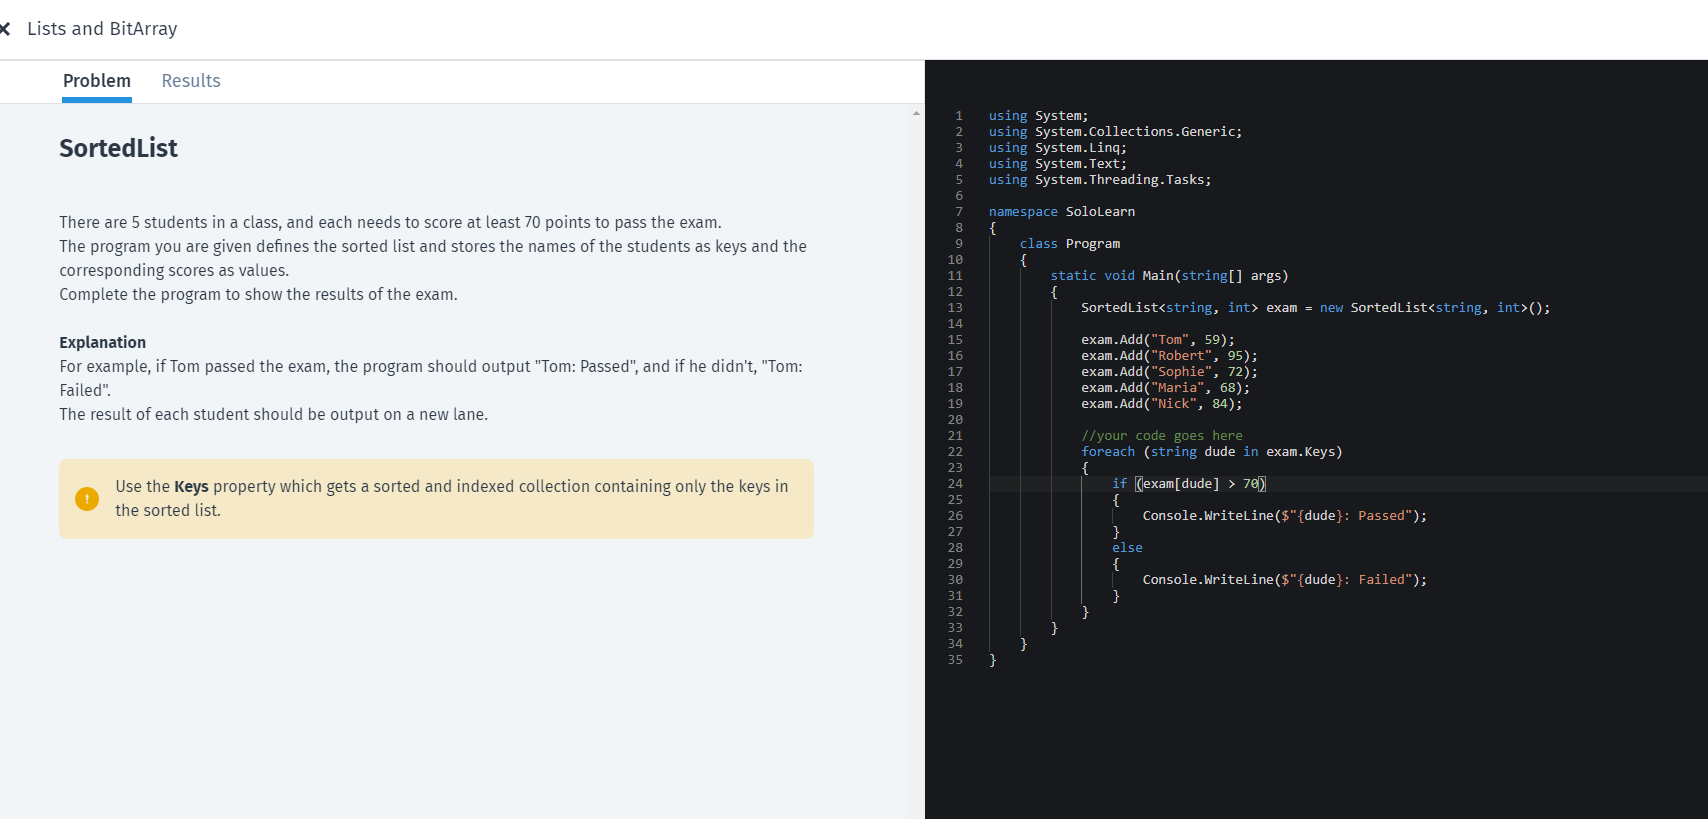 Lists and BitArray
Problem
Results
SortedList
There are 5 students in a class, and each needs to score at least 70 points to pass the exam.
The program you are given defines the sorted list and stores the names of the students as keys and the
corresponding scores as values.
Complete the program to show the results of the exam.
Explanation
For example, if Tom passed the exam, the program should output "Tom: Passed", and if he didn't, "Tom:
Failed".
The result of each student should be output on a new lane.
Use the Keys property which gets a sorted and indexed collection containing only the keys in
the sorted list.
1 using System;
2 using System.Collections.Generic;
3 using System.Linq;
4 using System.Text;
5 using System.Threading.Tasks;
6
7 namespace SoloLearn
8 {
9 class Program
10 {
11 static void Main(string[] args)
12 {
13 SortedList<string, int> exam = new SortedList<string, int>();
14
15 exam.Add("Tom", 59);
16 exam.Add("Robert", 95);
17 exam.Add("Sophie", 72);
18 exam.Add("Maria", 68);
19 exam.Add("Nick", 84);
20
21 //your code goes here
22 foreach (string dude in exam.Keys)
23 {
24 if (exam[dude] > 70)
25 {
26 Console.WriteLine($"{dude}: Passed");
27 }
28 else
29 {
30 Console.WriteLine($"{dude}: Failed");
31 }
32 }
33 }
34 }
35 }